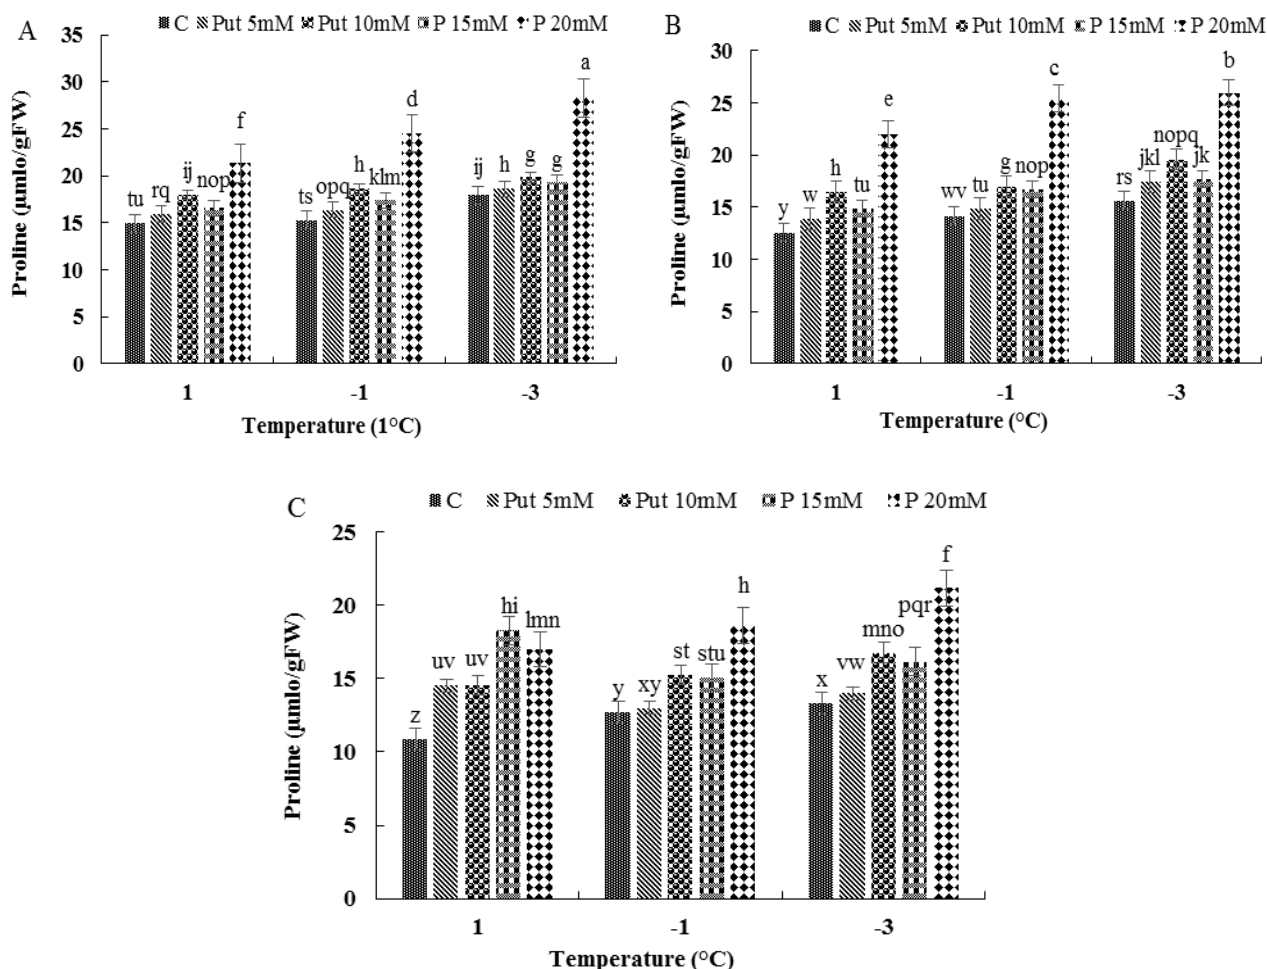 A
C Put 5mM Put 10mM P 15mM P 20mM
Proline (µmlo/gFW)
35
30
25
20
15
10
5
0
tu rq ij nop f
ts opq h klm d
ij h g g a
1 -1 -3
Temperature (1°C)
B
C Put 5mM Put 10mM P 15mM P 20mM
Proline (µmlo/gFW)
30
25
20
15
10
5
0
y w h tu e
wv tu g nop c
rs jkl nopq jk b
1 -1 -3
Temperature (°C)
C
C Put 5mM Put 10mM P 15mM P 20mM
Proline (µmlo/gFW)
25
20
15
10
5
0
z uv uv hi lmn
y xy st stu h
x vw mno pqr f
1 -1 -3
Temperature (°C)